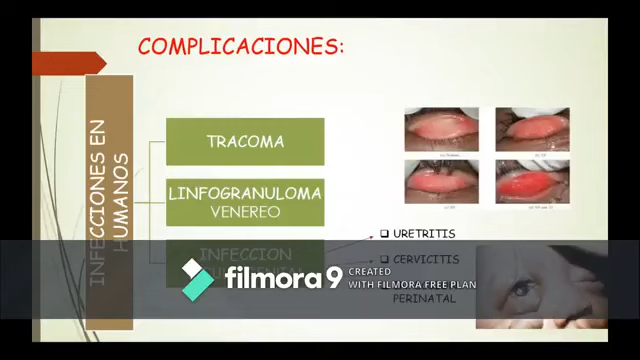 COMPLICACIONES:
INFECCIONES EN
HUMANOS
TRACOMA
LINFOGRANULOMA
VENEREO
INFECCION
❑ URETRITIS
❑ CERVICITIS
PERINATAL
filmora 9
CREATED
WITH FILMORA FREE PLAN